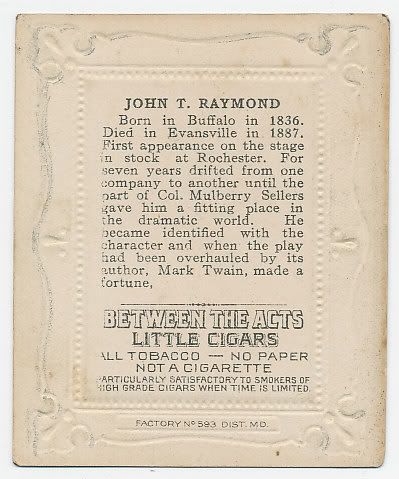 JOHN T. RAYMOND
Born in Buffalo in 1836.
Died in Evansville in 1887.
First appearance on the stage
in stock at Rochester. For
seven years drifted from one
company to another until the
part of Col. Mulberry Sellers
gave him a fitting place in
the dramatic world. He
became identified with the
character and when the play
had been overhauled by its
author, Mark Twain, made a
fortune,
BETWEEN THE ACTS
LITTLE CIGARS
ALL TOBACCO — NO PAPER
NOT A CIGARETTE
PARTICULARLY SATISFACTORY TO SMOKERS OF
HIGH GRADE CIGARS WHEN TIME IS LIMITED.
FACTORY Nº 593 DIST. MD.